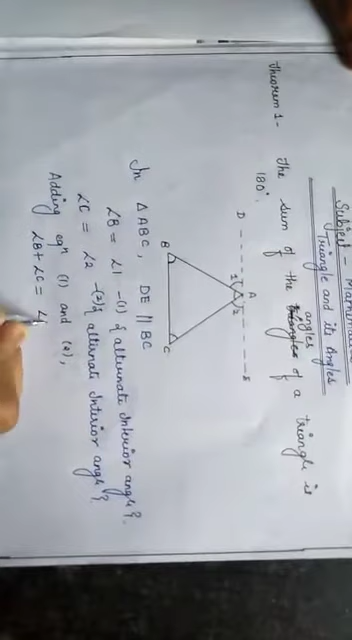 Subject - Mathematics
Triangle and its Angles
Theorem 1- The sum of the angles of a triangle is
180°.
D A E
1 2
B C
In △ABC, DE || BC
∠B = ∠1 -(1) {alternate Interior angle}
∠C = ∠2 -(2) {alternate Interior angle}
Adding eqn (1) and (2),
∠B + ∠C = ∠